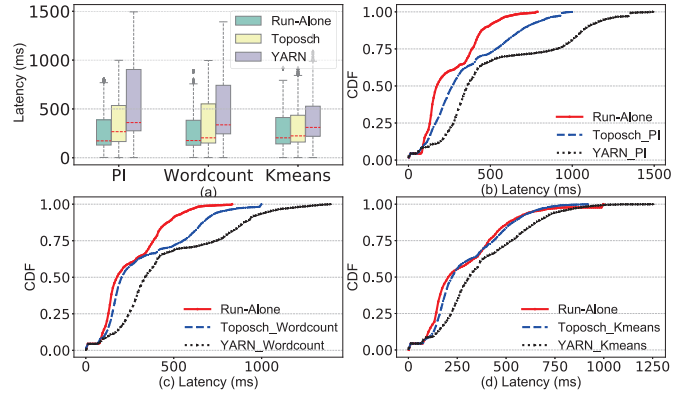 1500
1000
500
0
Latency (ms)
Run-Alone
Toposch
YARN
PI
Wordcount
Kmeans
(a)
1.00
0.75
0.50
0.25
0.00
CDF
Run-Alone
Toposch_PI
YARN_PI
0
500
1000
1500
(b) Latency (ms)
1.00
0.75
0.50
0.25
0.00
CDF
Run-Alone
Toposch_Wordcount
YARN_Wordcount
0
500
1000
(c) Latency (ms)
1.00
0.75
0.50
0.25
0.00
CDF
Run-Alone
Toposch_Kmeans
YARN_Kmeans
0
250
500
750
1000
1250
(d) Latency (ms)